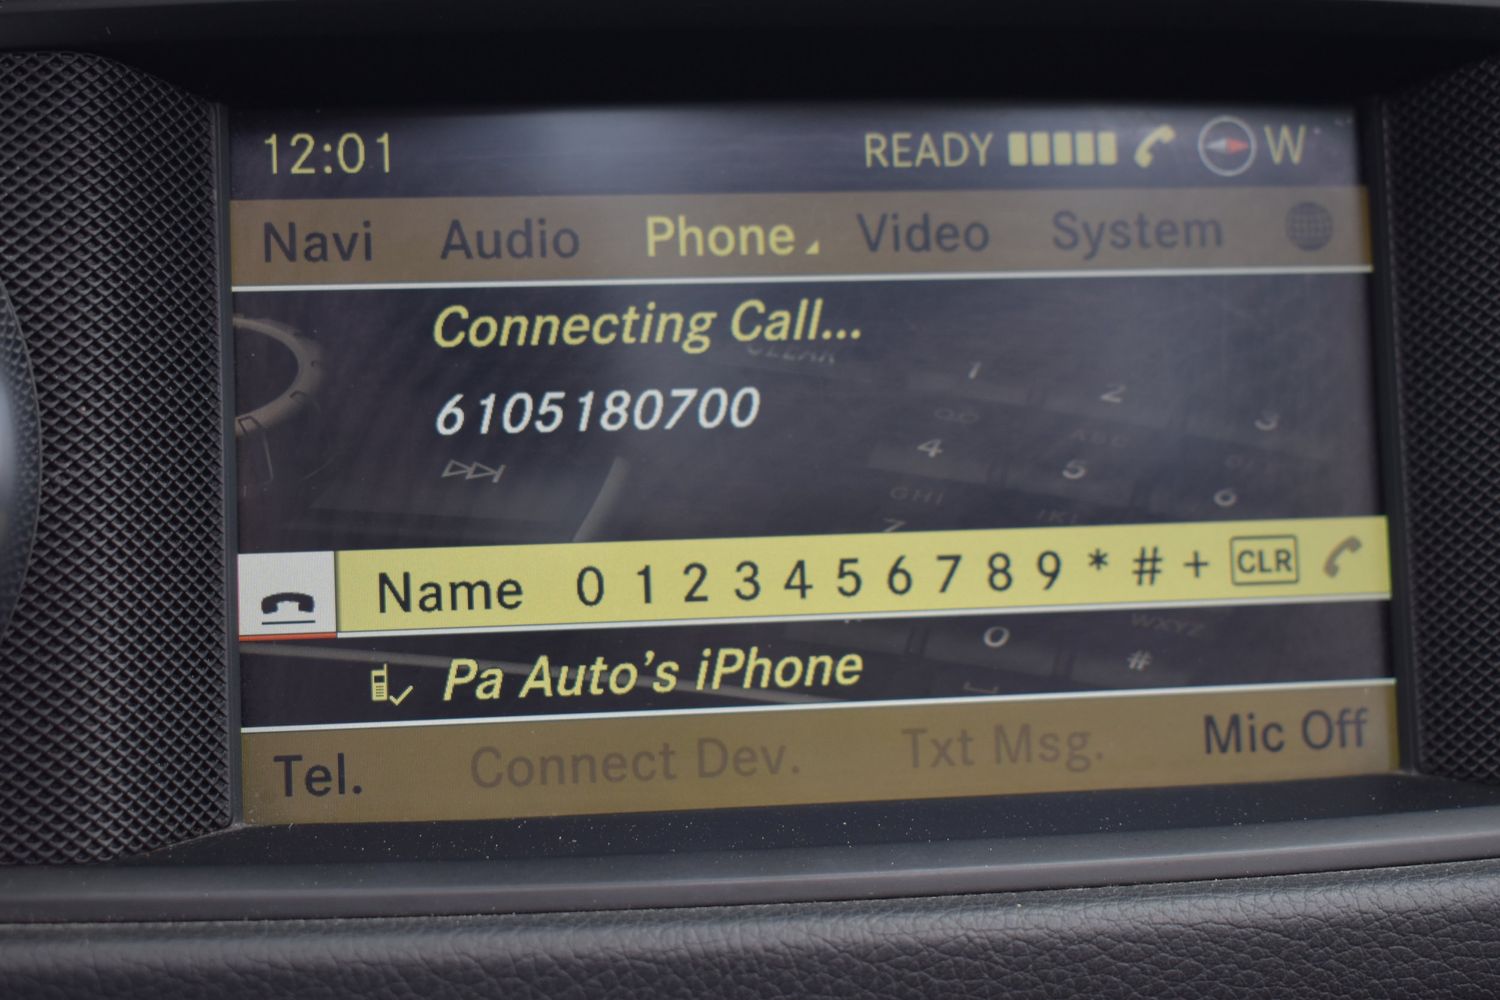 12:01 READY W
Navi Audio Phone Video System
Connecting Call...
6105180700
Name 0 1 2 3 4 5 6 7 8 9 * # + CLR
Pa Auto's iPhone
Tel. Connect Dev. Txt Msg. Mic Off